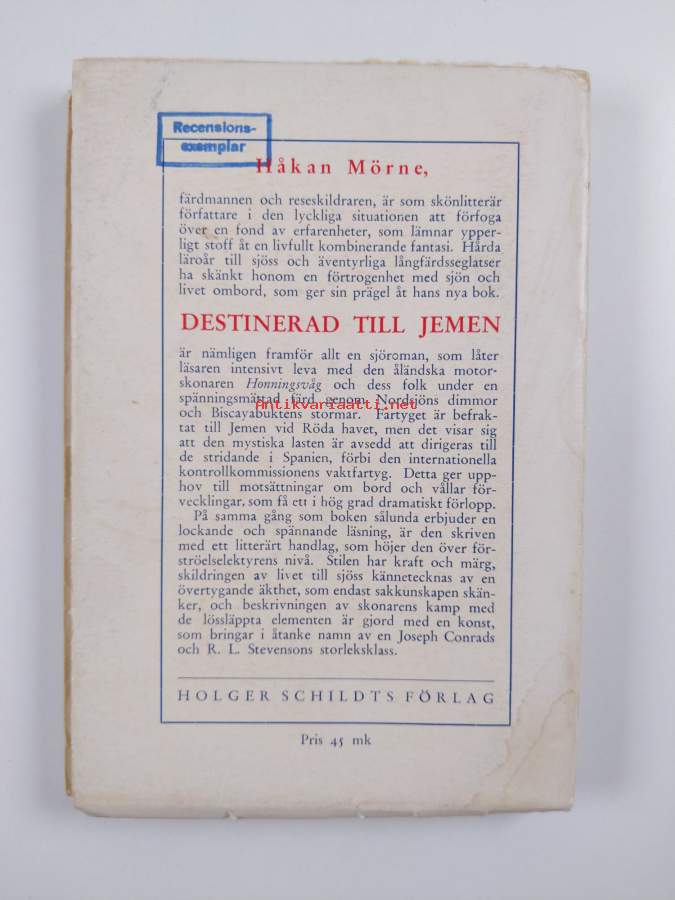 Recensions-
exemplar
Håkan Mörne,
färdmannen och reseskildraren, är som skönlitterär
författare i den lyckliga situationen att förfoga
över en fond av erfarenheter, som lämnar ypper-
ligt stoff åt en livfullt kombinerande fantasi. Hårda
läroår till sjöss och äventyrliga långfärdsseglatser
ha skänkt honom en förtrogenhet med sjön och
livet ombord, som ger sin prägel åt hans nya bok.
DESTINERAD TILL JEMEN
är nämligen framför allt en sjöroman, som låter
läsaren intensivt leva med den åländska motor-
skonaren Honningsvåg och dess folk under en
spänningsmättad färd genom Nordsjöns dimmor
Antikvariaatti.net
och Biscayabuktens stormar. Fartyget är befrak-
tat till Jemen vid Röda havet, men det visar sig
att den mystiska lasten är avsedd att dirigeras till
de stridande i Spanien, förbi den internationella
kontrollkommissionens vaktfartyg. Detta ger upp-
hov till motsättningar om bord och vållar för-
vecklingar, som få ett i hög grad dramatiskt förlopp.
På samma gång som boken sålunda erbjuder en
lockande och spännande läsning, är den skriven
med ett litterärt handlag, som höjer den över för-
ströelselektyrens nivå. Stilen har kraft och märg,
skildringen av livet till sjöss kännetecknas av en
övertygande äkthet, som endast sakkunskapen skän-
ker, och beskrivningen av skonarens kamp med
de lössläppta elementen är gjord med en konst,
som bringar i åtanke namn av en Joseph Conrads
och R. L. Stevensons storleksklass.
HOLGER SCHILDTS FÖRLAG
Pris 45 mk